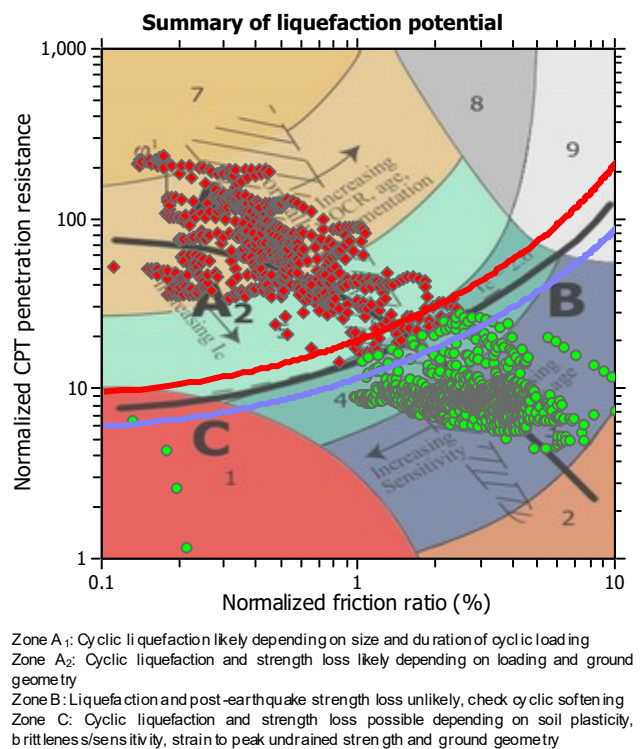 Summary of liquefaction potential
1,000
7
8
9
Increasing
OCR, age,
cementation
100
A2
B
Increasing Ic
10
4
C
1
Increasing
Sensitivity
2
1
0.1
1
10
Normalized CPT penetration resistance
Normalized friction ratio (%)
Zone A1: Cyclic liquefaction likely depending on size and duration of cyclic loading
Zone A2: Cyclic liquefaction and strength loss likely depending on loading and ground
geometry
Zone B: Liquefaction and post-earthquake strength loss unlikely, check cyclic softening
Zone C: Cyclic liquefaction and strength loss possible depending on soil plasticity,
brittleness/sensitivity, strain to peak undrained strength and ground geometry